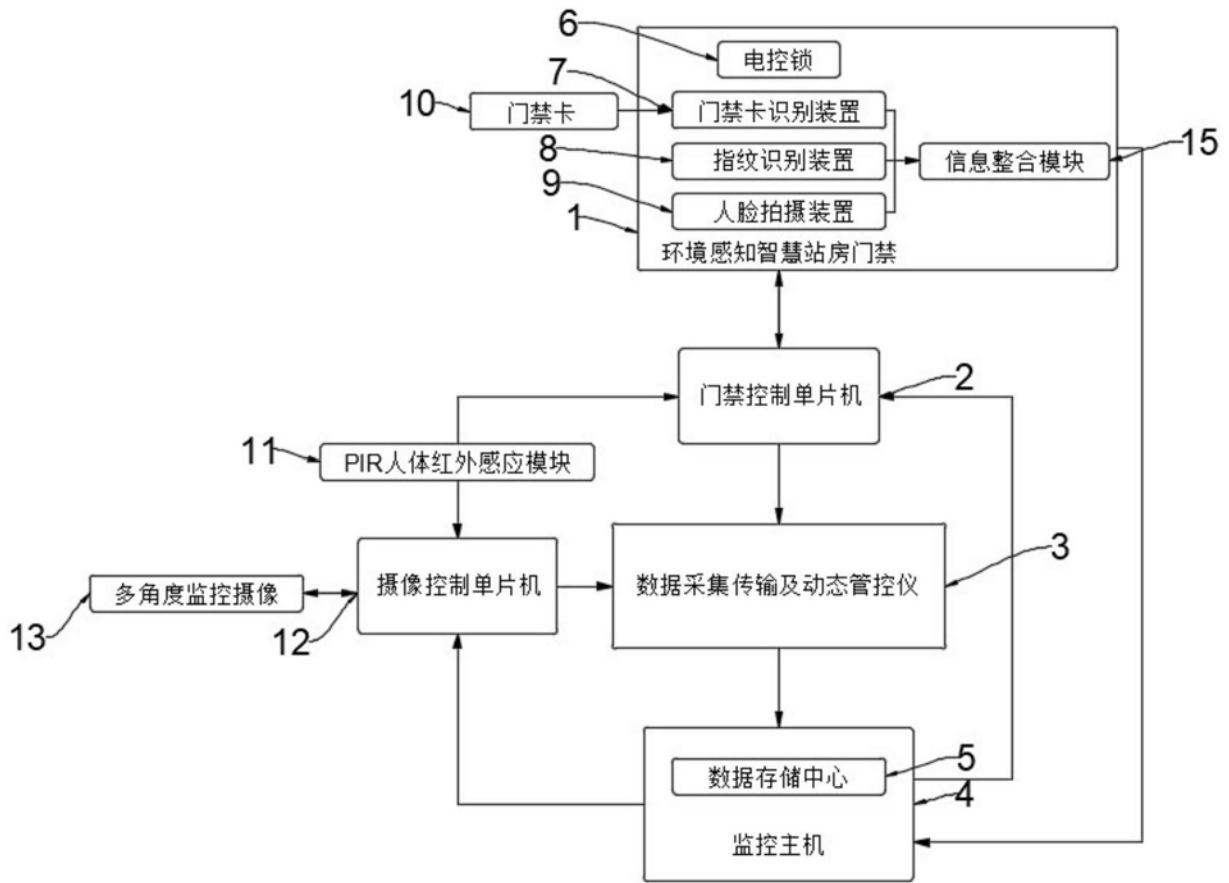 6
电控锁
7
10
门禁卡
门禁卡识别装置
8
指纹识别装置
信息整合模块
15
9
人脸拍摄装置
1
环境感知智慧站房门禁
门禁控制单片机
2
11
PIR人体红外感应模块
3
摄像控制单片机
数据采集传输及动态管控仪
多角度监控摄像
13
12
数据存储中心
5
4
监控主机